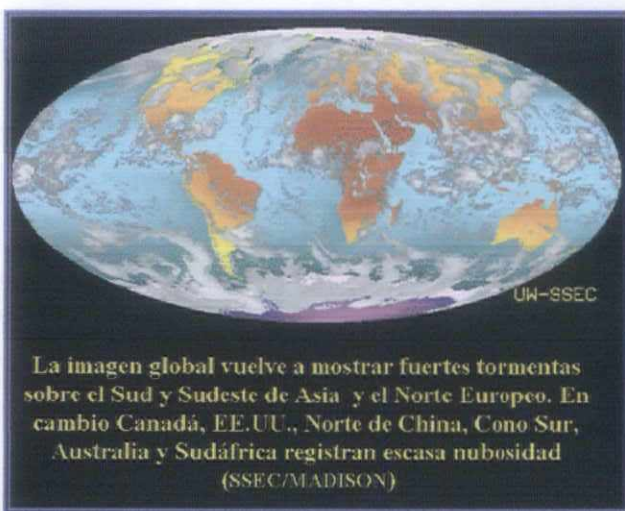 UW-SSEC
La imagen global vuelve a mostrar fuertes tormentas
sobre el Sud y Sudeste de Asia y el Norte Europeo. En
cambio Canadá, EE.UU., Norte de China, Cono Sur,
Australia y Sudáfrica registran escasa nubosidad
(SSEC/MADISON)